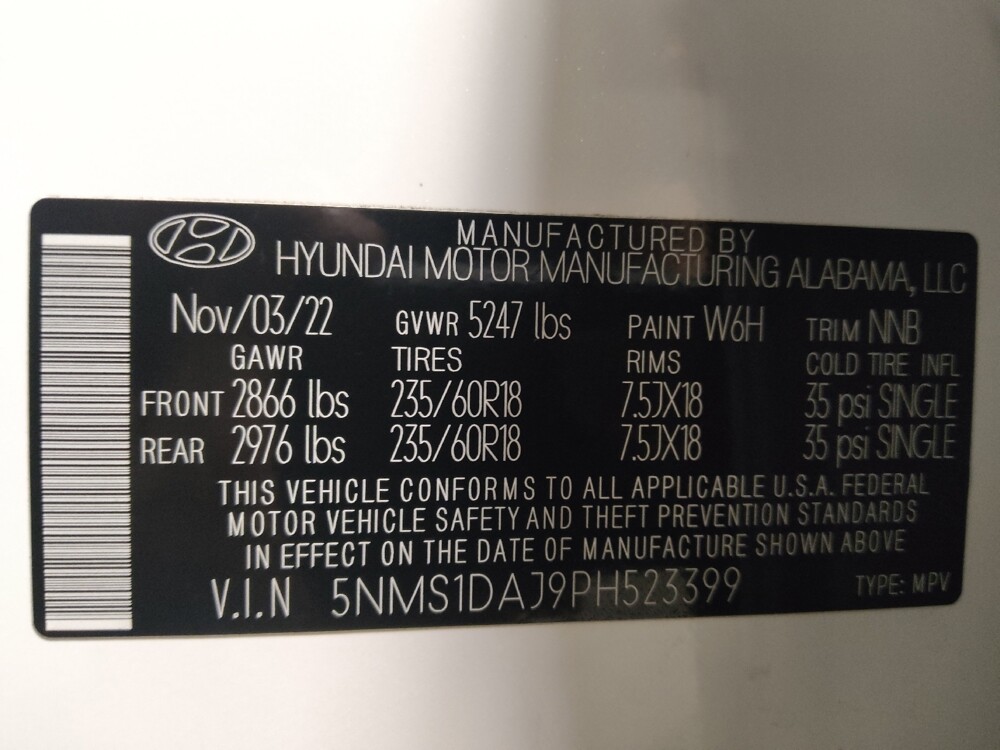 MANUFACTURED BY
HYUNDAI MOTOR MANUFACTURING ALABAMA, LLC
Nov/03/22 GVWR 5247 lbs PAINT W6H TRIM NNB
GAWR TIRES RIMS COLD TIRE INFL
FRONT 2866 lbs 235/60R18 7.5JX18 35 psi SINGLE
REAR 2976 lbs 235/60R18 7.5JX18 35 psi SINGLE
THIS VEHICLE CONFORMS TO ALL APPLICABLE U.S.A. FEDERAL
MOTOR VEHICLE SAFETY AND THEFT PREVENTION STANDARDS
IN EFFECT ON THE DATE OF MANUFACTURE SHOWN ABOVE
V.I.N 5NMS1DAJ9PH523399 TYPE: MPV